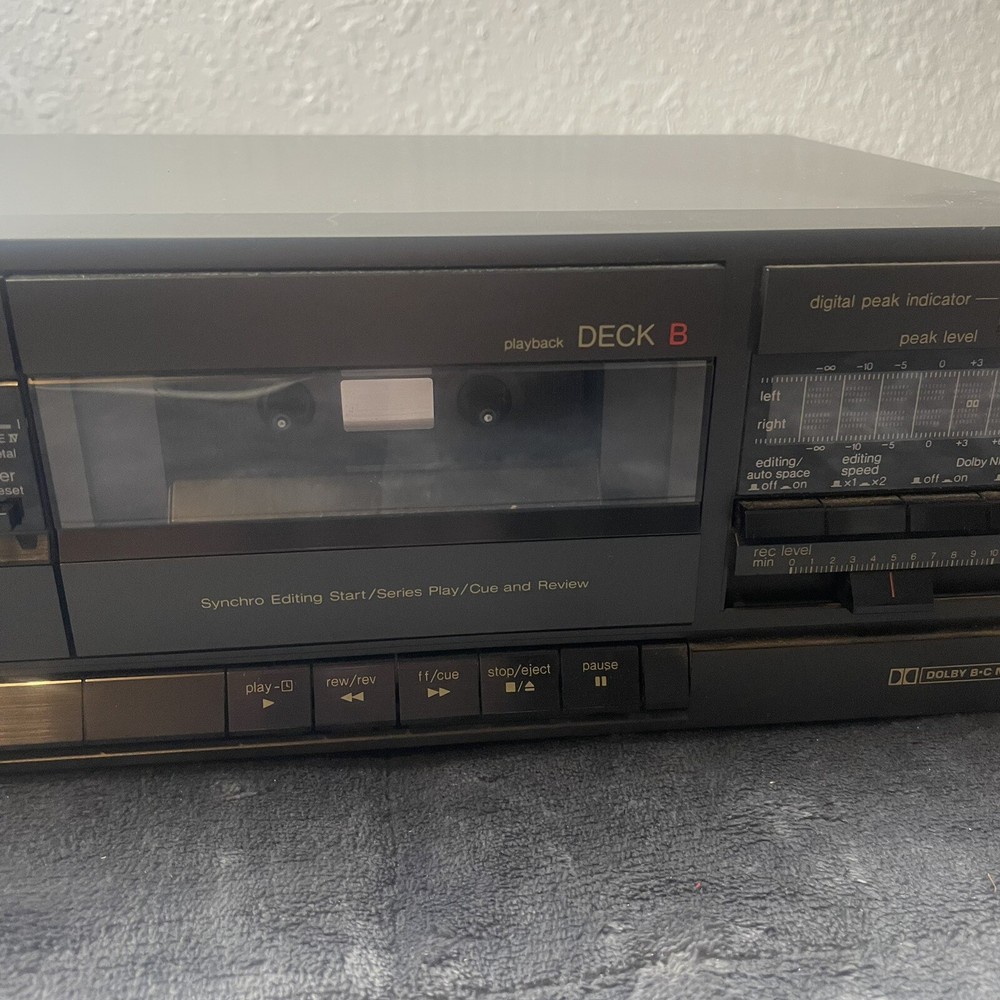 playback DECK B
Synchro Editing Start/Series Play/Cue and Review
play-
rew/rev
ff/cue
stop/eject
pause
digital peak indicator
peak level
-∞ -10 -5 0 +3
left
right
-∞ -10 -5 0 +3
editing/
auto space
off on
editing
speed
x1 x2
Dolby
off on
rec level
min 0 1 2 3 4 5 6 7 8 9 10
DOLBY B-C